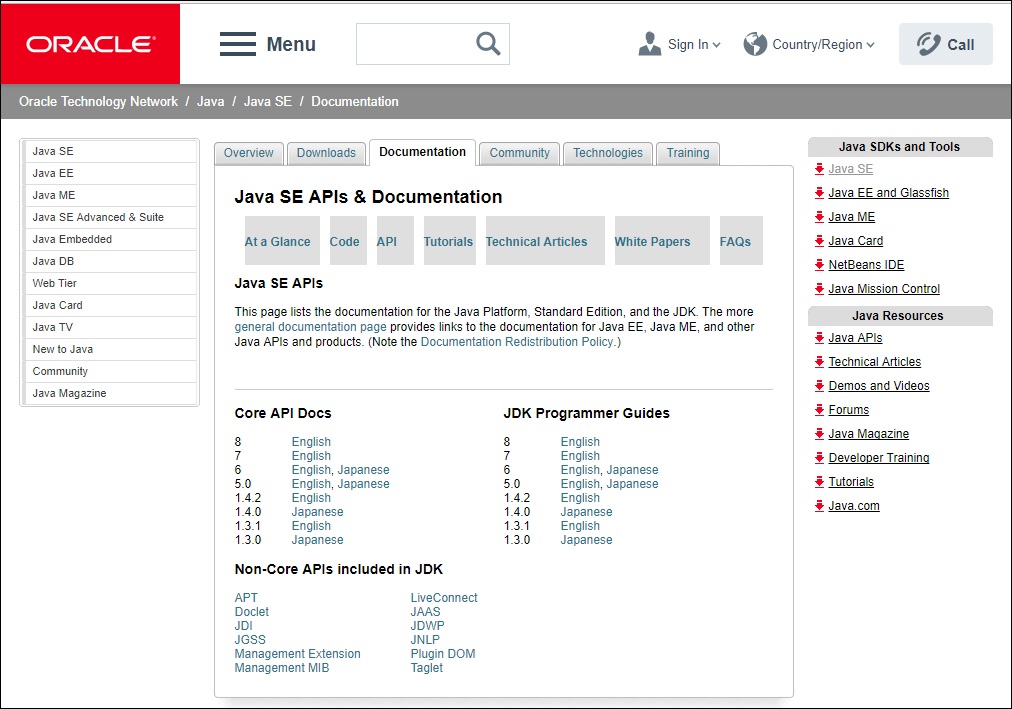 ORACLE
Menu
Sign In
Country/Region
Call
Oracle Technology Network / Java / Java SE / Documentation
Java SE
Java EE
Java ME
Java SE Advanced & Suite
Java Embedded
Java DB
Web Tier
Java Card
Java TV
New to Java
Community
Java Magazine
Overview
Downloads
Documentation
Community
Technologies
Training
Java SE APIs & Documentation
At a Glance
Code
API
Tutorials
Technical Articles
White Papers
FAQs
Java SE APIs
This page lists the documentation for the Java Platform, Standard Edition, and the JDK. The more
general documentation page provides links to the documentation for Java EE, Java ME, and other
Java APIs and products. (Note the Documentation Redistribution Policy.)
Core API Docs
8 English
7 English
6 English, Japanese
5.0 English, Japanese
1.4.2 English
1.4.0 Japanese
1.3.1 English
1.3.0 Japanese
JDK Programmer Guides
8 English
7 English
6 English, Japanese
5.0 English, Japanese
1.4.2 English
1.4.0 Japanese
1.3.1 English
1.3.0 Japanese
Non-Core APIs included in JDK
APT
Doclet
JDI
JGSS
Management Extension
Management MIB
LiveConnect
JAAS
JDWP
JNLP
Plugin DOM
Taglet
Java SDKs and Tools
Java SE
Java EE and Glassfish
Java ME
Java Card
NetBeans IDE
Java Mission Control
Java Resources
Java APIs
Technical Articles
Demos and Videos
Forums
Java Magazine
Developer Training
Tutorials
Java.com